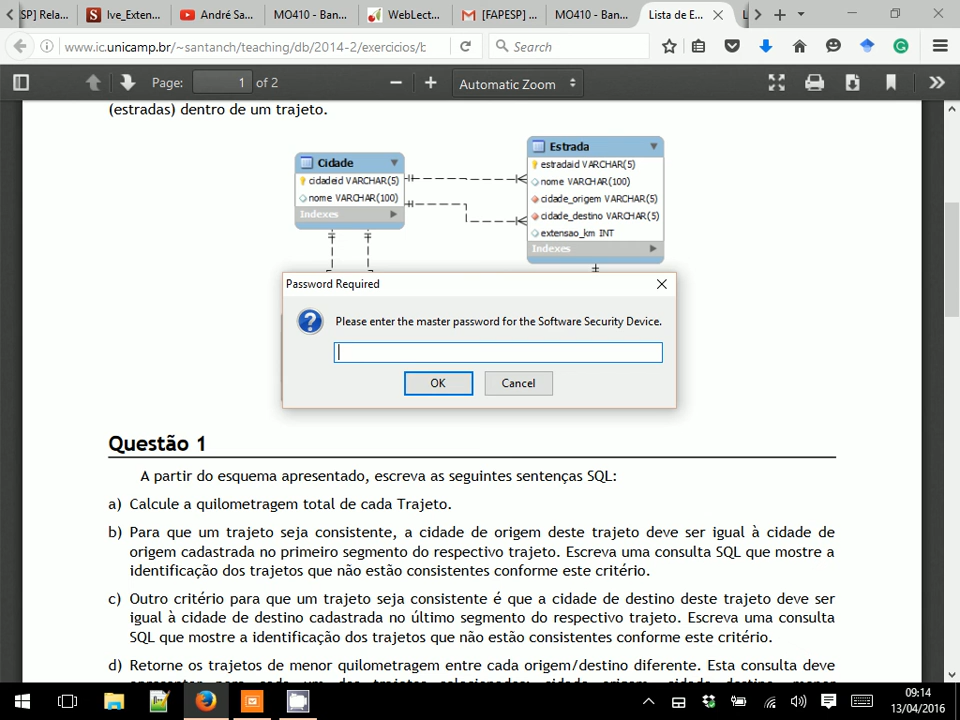 SP] Rela...
Ive_Exten...
André Sa...
MO410 - Ban...
WebLect...
[FAPESP] ...
MO410 - Ban...
Lista de E...
www.ic.unicamp.br/~santanch/teaching/db/2014-2/exercicios/b
Search
Page: 1 of 2
Automatic Zoom
(estradas) dentro de um trajeto.
Cidade
cidadeid VARCHAR(5)
nome VARCHAR(100)
Indexes
Estrada
estradaid VARCHAR(5)
nome VARCHAR(100)
cidade_origem VARCHAR(5)
cidade_destino VARCHAR(5)
extensao_km INT
Indexes
Password Required
Please enter the master password for the Software Security Device.
OK
Cancel
Questão 1
A partir do esquema apresentado, escreva as seguintes sentenças SQL:
a) Calcule a quilometragem total de cada Trajeto.
b) Para que um trajeto seja consistente, a cidade de origem deste trajeto deve ser igual à cidade de
origem cadastrada no primeiro segmento do respectivo trajeto. Escreva uma consulta SQL que mostre a
identificação dos trajetos que não estão consistentes conforme este critério.
c) Outro critério para que um trajeto seja consistente é que a cidade de destino deste trajeto deve ser
igual à cidade de destino cadastrada no último segmento do respectivo trajeto. Escreva uma consulta
SQL que mostre a identificação dos trajetos que não estão consistentes conforme este critério.
d) Retorne os trajetos de menor quilometragem entre cada origem/destino diferente. Esta consulta deve
09:14
13/04/2016